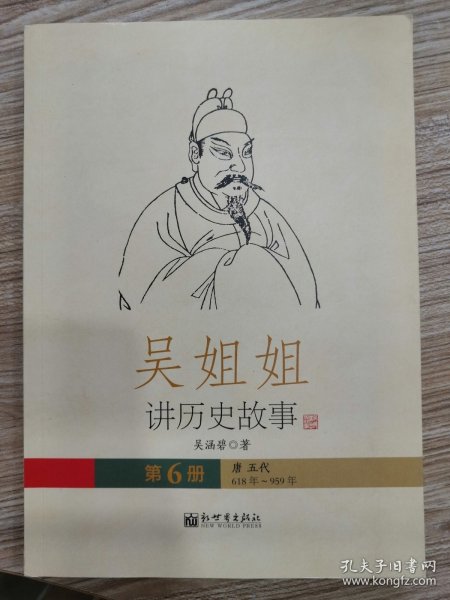 吴姐姐
讲历史故事
吴涵碧◎著
第6册
唐 五代
618年~959年
新世界出版社
NEW WORLD PRESS
孔夫子旧书网
www.kongfz.com